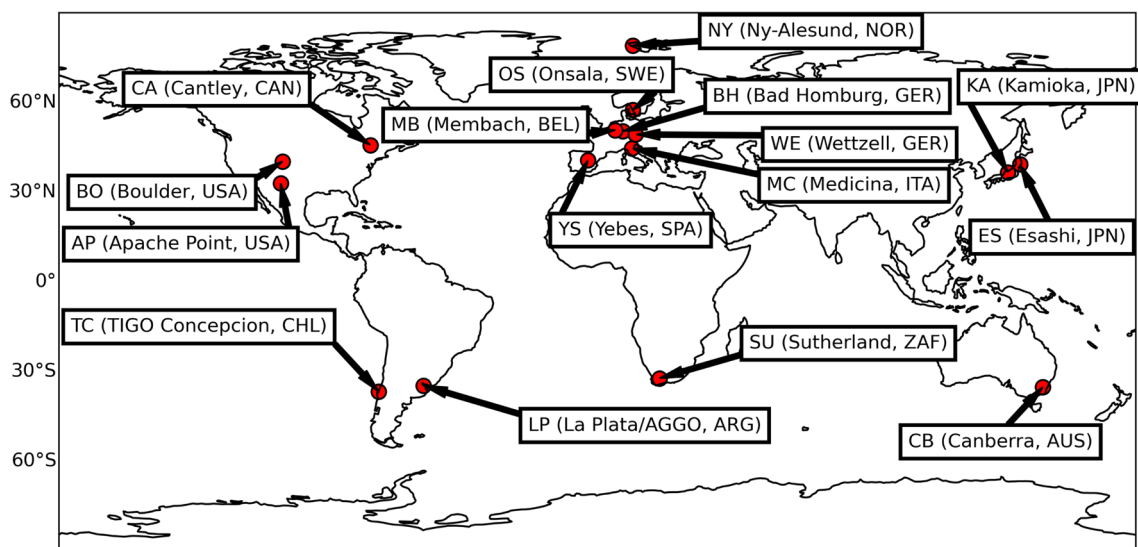 NY (Ny-Alesund, NOR)
OS (Onsala, SWE)
CA (Cantley, CAN)
KA (Kamioka, JPN)
BH (Bad Homburg, GER)
60°N
MB (Membach, BEL)
WE (Wettzell, GER)
MC (Medicina, ITA)
BO (Boulder, USA)
30°N
YS (Yebes, SPA)
ES (Esashi, JPN)
AP (Apache Point, USA)
0°
TC (TIGO Concepcion, CHL)
SU (Sutherland, ZAF)
30°S
LP (La Plata/AGGO, ARG)
CB (Canberra, AUS)
60°S